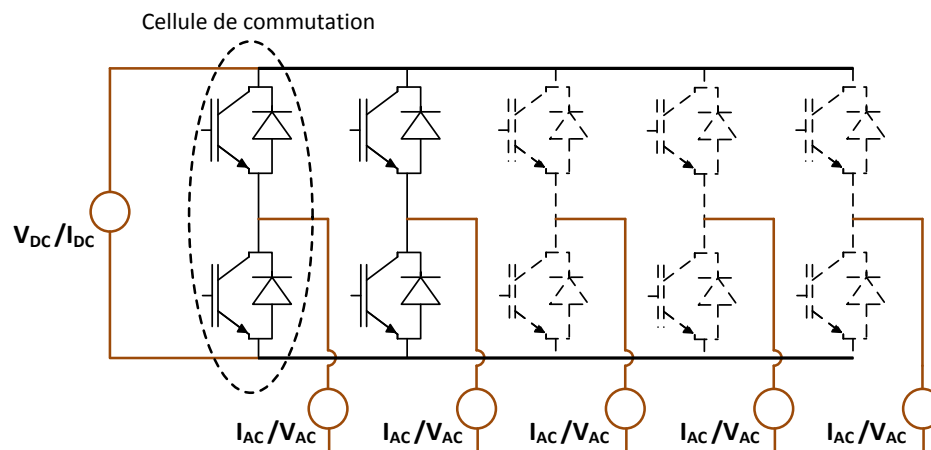 Cellule de commutation
V_DC/I_DC
I_AC/V_AC
I_AC/V_AC
I_AC/V_AC
I_AC/V_AC
I_AC/V_AC